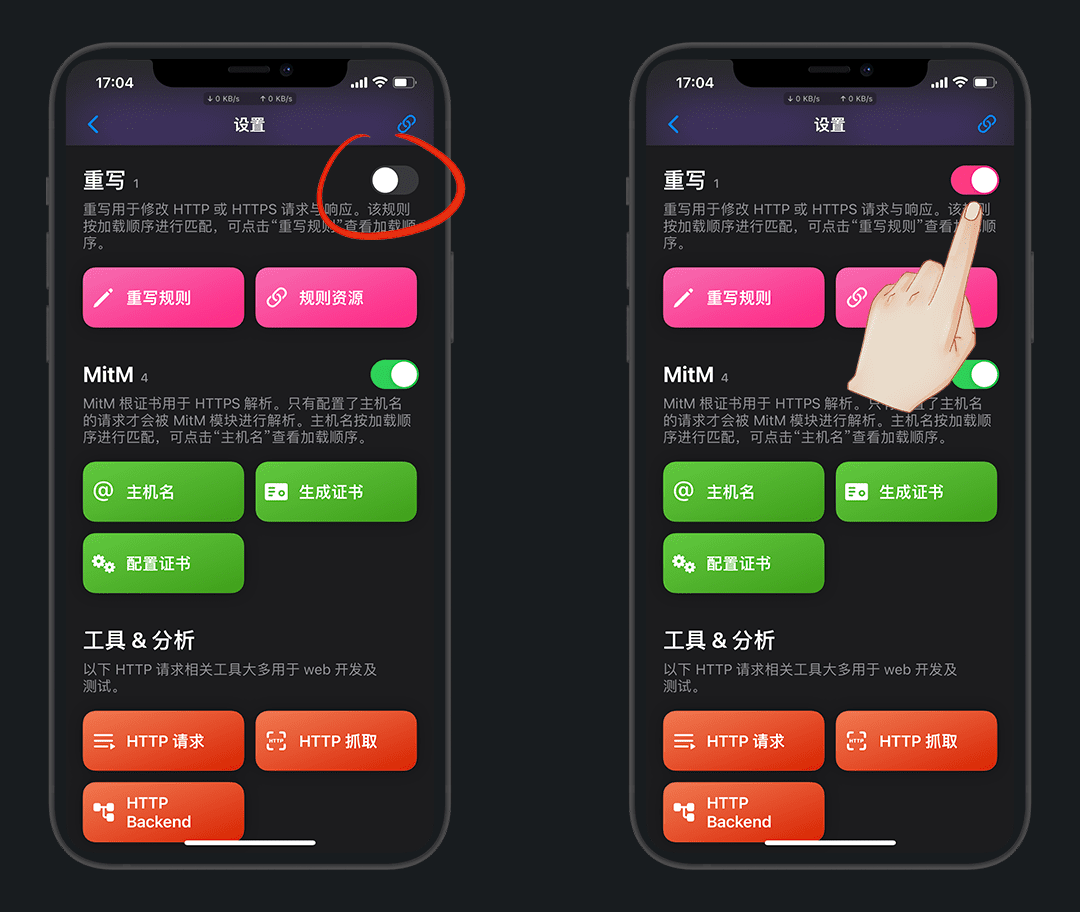 17:04
↓ 0 KB/s ↑ 0 KB/s
设置
重写 1
重写用于修改 HTTP 或 HTTPS 请求与响应。该规则
按加载顺序进行匹配，可点击“重写规则”查看加载顺
序。
重写规则
规则资源
MitM 4
MitM 根证书用于 HTTPS 解析。只有配置了主机名
的请求才会被 MitM 模块进行解析。主机名按加载顺
序进行匹配，可点击“主机名”查看加载顺序。
@ 主机名
生成证书
配置证书
工具 & 分析
以下 HTTP 请求相关工具大多用于 web 开发及
测试。
HTTP 请求
HTTP HTTP 抓取
HTTP
Backend
17:04
↓ 0 KB/s ↑ 0 KB/s
设置
重写 1
重写用于修改 HTTP 或 HTTPS 请求与响应。该规则
按加载顺序进行匹配，可点击“重写规则”查看加载顺
序。
重写规则
MitM 4
MitM 根证书用于 HTTPS 解析。只有配置了主机名
的请求才会被 MitM 模块进行解析。主机名按加载顺
序进行匹配，可点击“主机名”查看加载顺序。
@ 主机名
生成证书
配置证书
工具 & 分析
以下 HTTP 请求相关工具大多用于 web 开发及
测试。
HTTP 请求
HTTP HTTP 抓取
HTTP
Backend